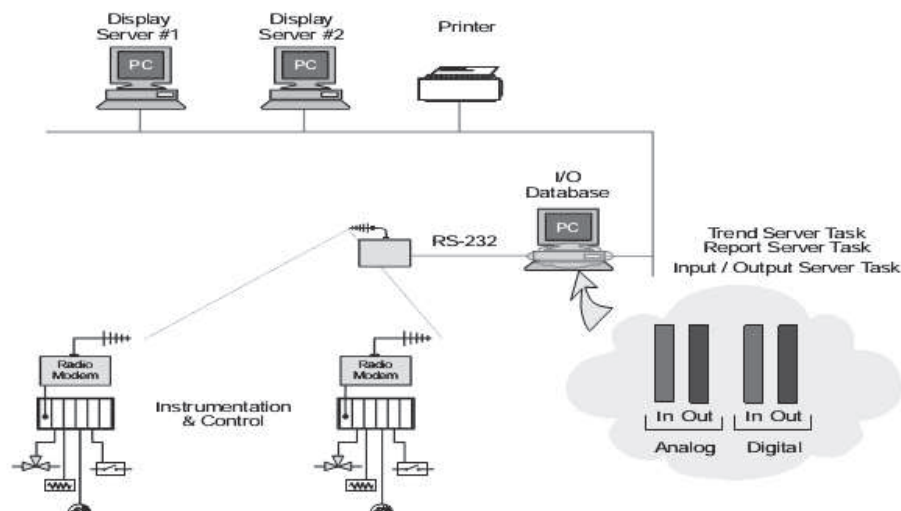 Display
Server #1
Display
Server #2
Printer
PC
PC
I/O
Database
PC
RS-232
Trend Server Task
Report Server Task
Input / Output Server Task
Radio
Modem
Radio
Modem
Instrumentation
& Control
In Out
In Out
Analog
Digital